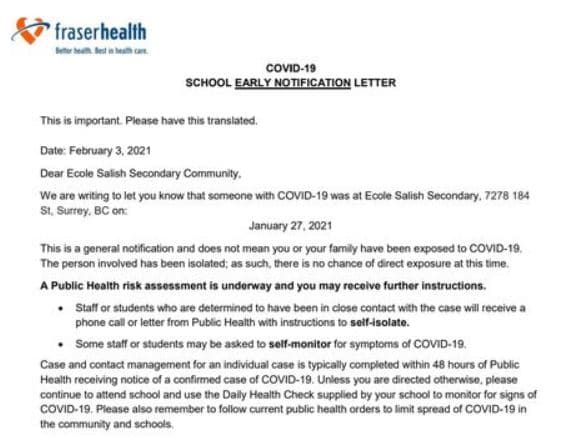 fraserhealth
Better health. Best in health care.
COVID-19
SCHOOL EARLY NOTIFICATION LETTER
This is important. Please have this translated.
Date: February 3, 2021
Dear Ecole Salish Secondary Community,
We are writing to let you know that someone with COVID-19 was at Ecole Salish Secondary, 7278 184
St, Surrey, BC on:
January 27, 2021
This is a general notification and does not mean you or your family have been exposed to COVID-19.
The person involved has been isolated; as such, there is no chance of direct exposure at this time.
A Public Health risk assessment is underway and you may receive further instructions.
• Staff or students who are determined to have been in close contact with the case will receive a
phone call or letter from Public Health with instructions to self-isolate.
• Some staff or students may be asked to self-monitor for symptoms of COVID-19.
Case and contact management for an individual case is typically completed within 48 hours of Public
Health receiving notice of a confirmed case of COVID-19. Unless you are directed otherwise, please
continue to attend school and use the Daily Health Check supplied by your school to monitor for signs of
COVID-19. Please also remember to follow current public health orders to limit spread of COVID-19 in
the community and schools.